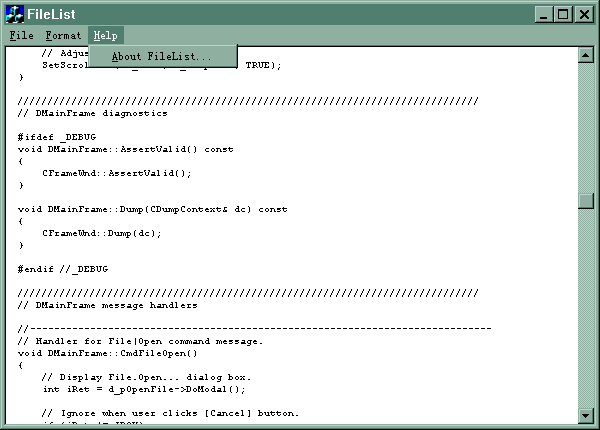 FileList
File Format Help
About FileList...
// Adjus
SetScrol TRUE);
}
/////////////////////////////////////////////////////////////////////////////
// DMainFrame diagnostics
#ifdef _DEBUG
void DMainFrame::AssertValid() const
{
CFrameWnd::AssertValid();
}
void DMainFrame::Dump(CDumpContext& dc) const
{
CFrameWnd::Dump(dc);
}
#endif //_DEBUG
/////////////////////////////////////////////////////////////////////////////
// DMainFrame message handlers
//-----------------------------------------------------------------------------
// Handler for File|Open command message.
void DMainFrame::CmdFileOpen()
{
// Display File.Open... dialog box.
int iRet = d_pOpenFile->DoModal();
// Ignore when user clicks [Cancel] button.